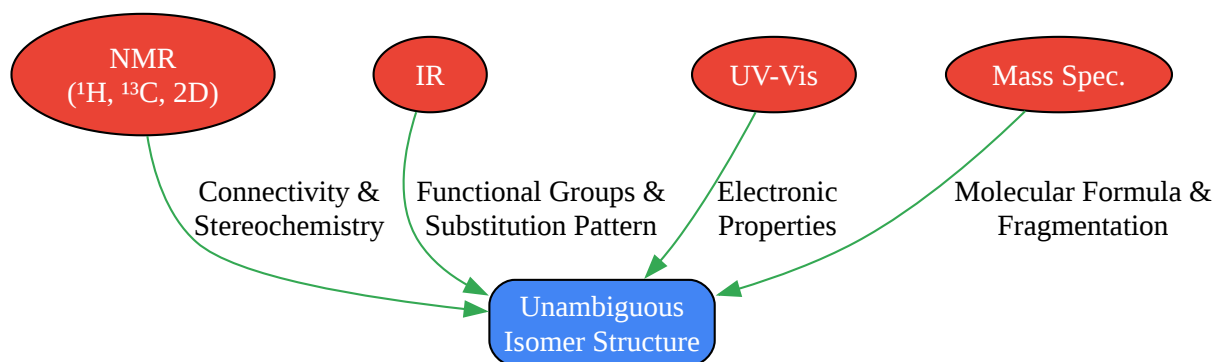 NMR
(¹H, ¹³C, 2D)
IR
UV-Vis
Mass Spec.
Connectivity &
Stereochemistry
Functional Groups &
Substitution Pattern
Electronic
Properties
Molecular Formula &
Fragmentation
Unambiguous
Isomer Structure